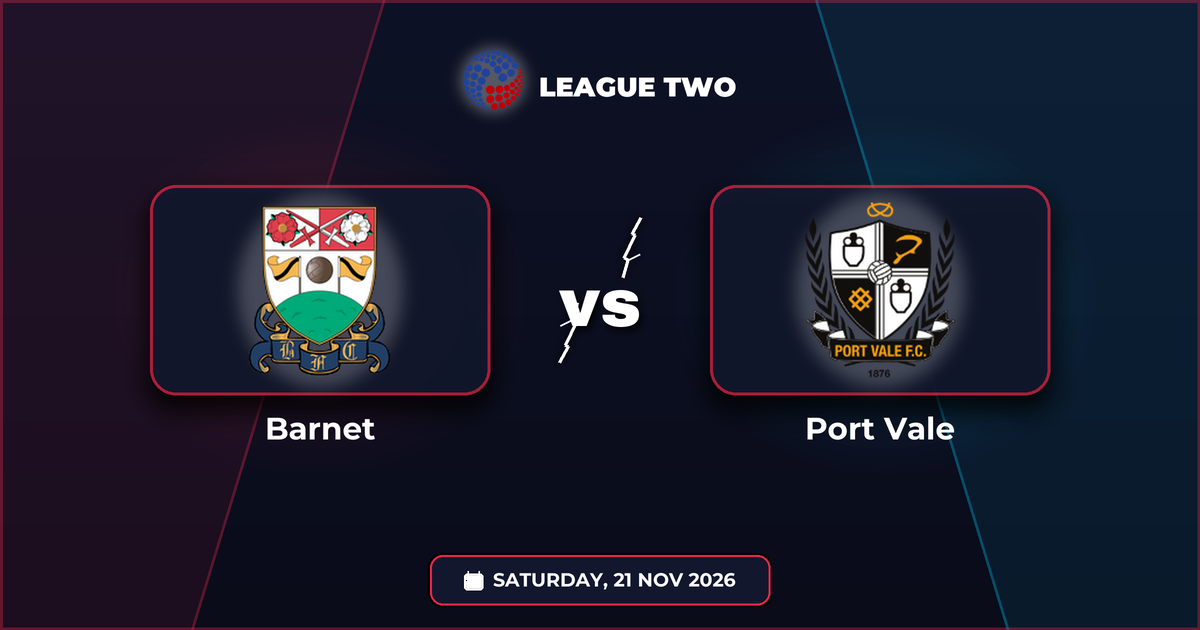 LEAGUE TWO
B F C
PORT VALE F.C.
1876
VS
Barnet
Port Vale
SATURDAY, 21 NOV 2026